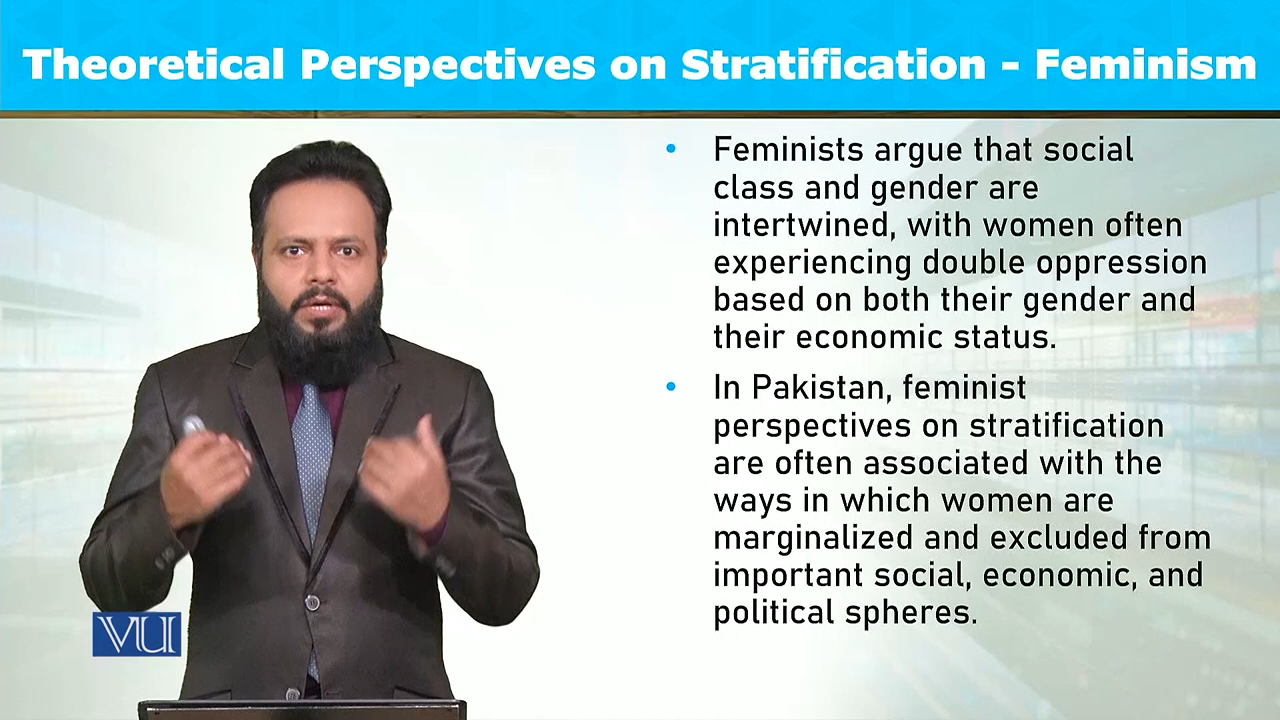 Theoretical Perspectives on Stratification - Feminism
• Feminists argue that social
class and gender are
intertwined, with women often
experiencing double oppression
based on both their gender and
their economic status.
• In Pakistan, feminist
perspectives on stratification
are often associated with the
ways in which women are
marginalized and excluded from
important social, economic, and
political spheres.
VU